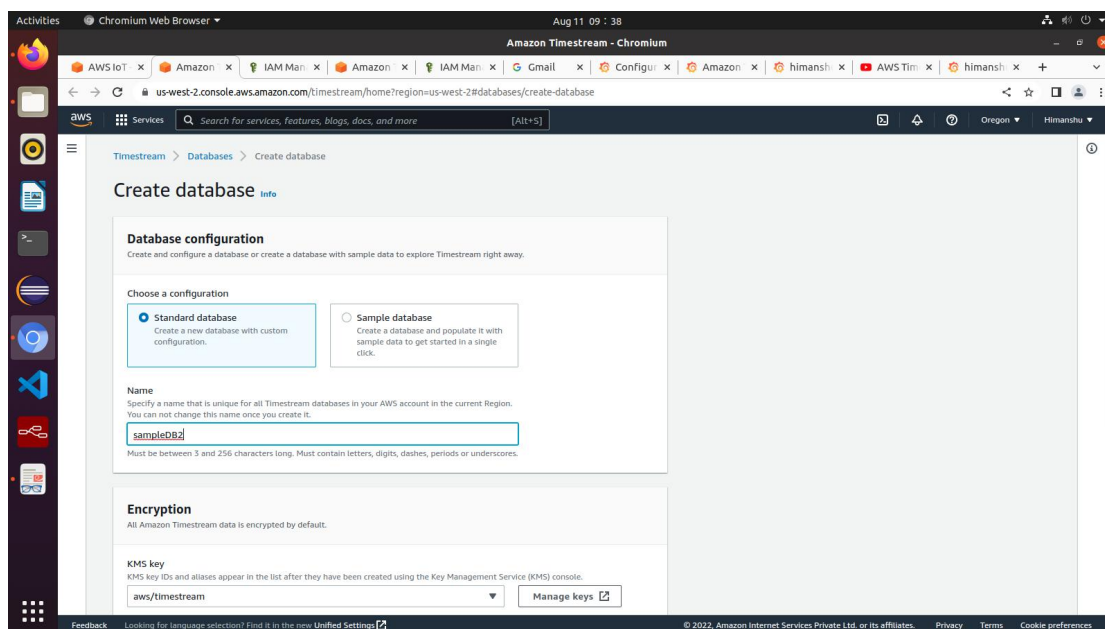 Activities Chromium Web Browser Aug 11 09 : 38
Amazon Timestream - Chromium
AWS IoT Amazon IAM Man Amazon IAM Man Gmail Configur Amazon himansh AWS Tim himansh
us-west-2.console.aws.amazon.com/timestream/home?region=us-west-2#databases/create-database
aws Services Search for services, features, blogs, docs, and more [Alt+S] Oregon Himanshu
Timestream > Databases > Create database
Create database Info
Database configuration
Create and configure a database or create a database with sample data to explore Timestream right away.
Choose a configuration
Standard database
Create a new database with custom
configuration.
Sample database
Create a database and populate it with
sample data to get started in a single
click.
Name
Specify a name that is unique for all Timestream databases in your AWS account in the current Region.
You can not change this name once you create it.
sampleDB2
Must be between 3 and 256 characters long. Must contain letters, digits, dashes, periods or underscores.
Encryption
All Amazon Timestream data is encrypted by default.
KMS key
KMS key IDs and aliases appear in the list after they have been created using the Key Management Service (KMS) console.
aws/timestream Manage keys
Feedback Looking for language selection? Find it in the new Unified Settings © 2022, Amazon Internet Services Private Ltd. or its affiliates. Privacy Terms Cookie preferences